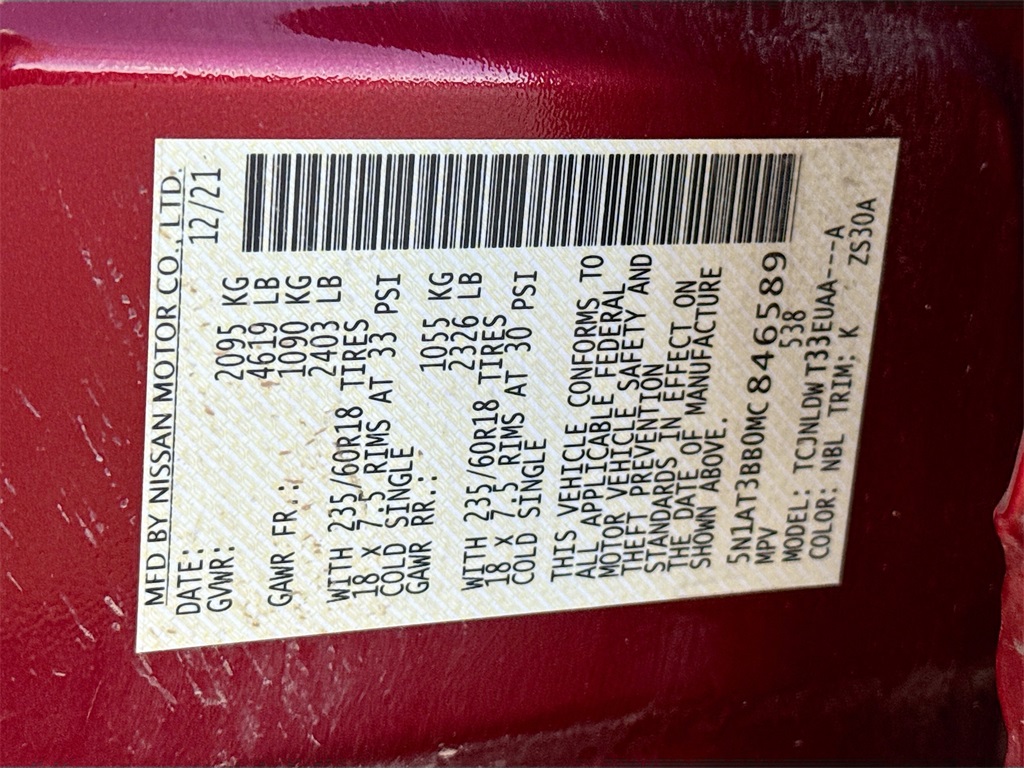 MFD BY NISSAN MOTOR CO., LTD.
DATE: 12/21
GVWR: 2095 KG
4619 LB
GAWR FR.: 1090 KG
2403 LB
WITH 235/60R18 TIRES
18 X 7.5 RIMS AT 33 PSI
COLD SINGLE
GAWR RR.: 1055 KG
2326 LB
WITH 235/60R18 TIRES
18 X 7.5 RIMS AT 30 PSI
COLD SINGLE
THIS VEHICLE CONFORMS TO
ALL APPLICABLE FEDERAL
MOTOR VEHICLE SAFETY AND
THEFT PREVENTION
STANDARDS IN EFFECT ON
THE DATE OF MANUFACTURE
SHOWN ABOVE.
5N1AT3BB0MC846589
MPV 538
MODEL: TCJNLDWT33EUAA---A
COLOR: NBL TRIM: K ZS30A